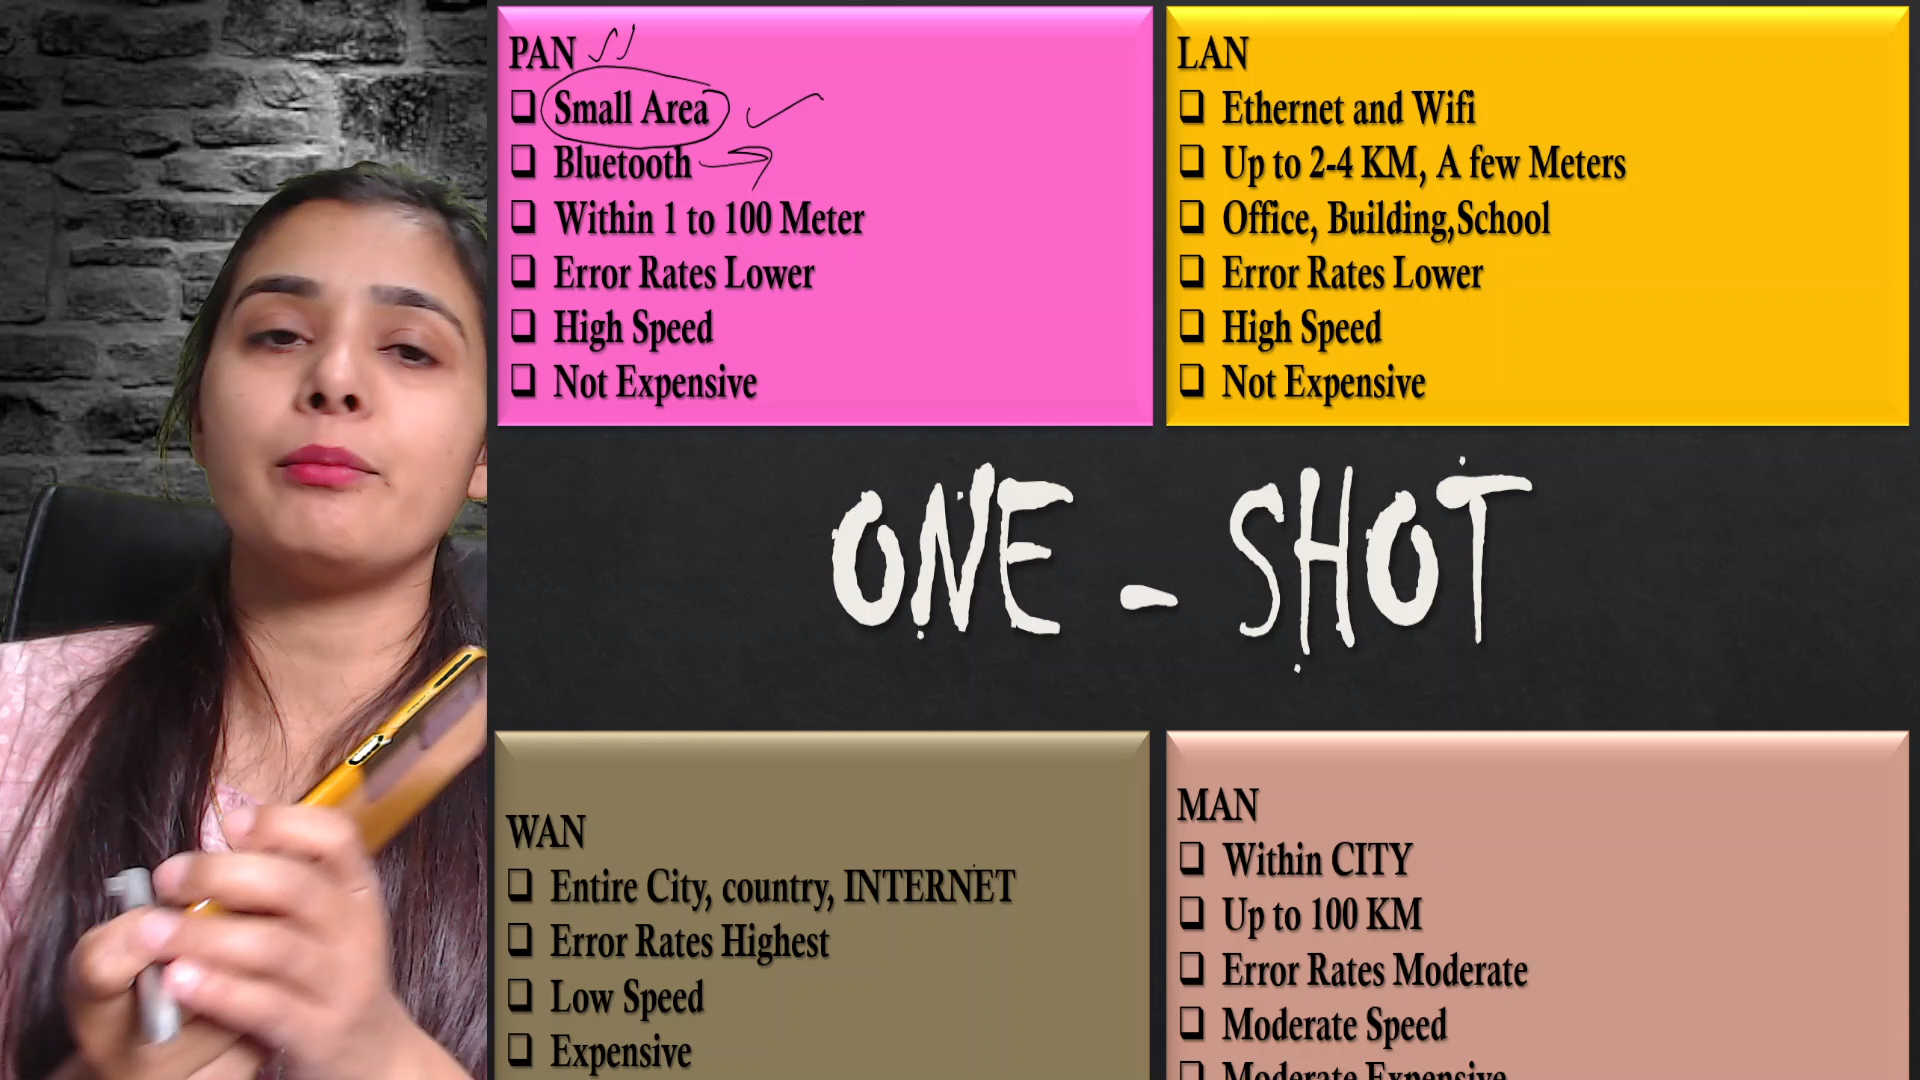 PAN
Small Area
Bluetooth
Within 1 to 100 Meter
Error Rates Lower
High Speed
Not Expensive
LAN
Ethernet and Wifi
Up to 2-4 KM, A few Meters
Office, Building,School
Error Rates Lower
High Speed
Not Expensive
ONE - SHOT
WAN
Entire City, country, INTERNET
Error Rates Highest
Low Speed
Expensive
MAN
Within CITY
Up to 100 KM
Error Rates Moderate
Moderate Speed
Moderate Expensive